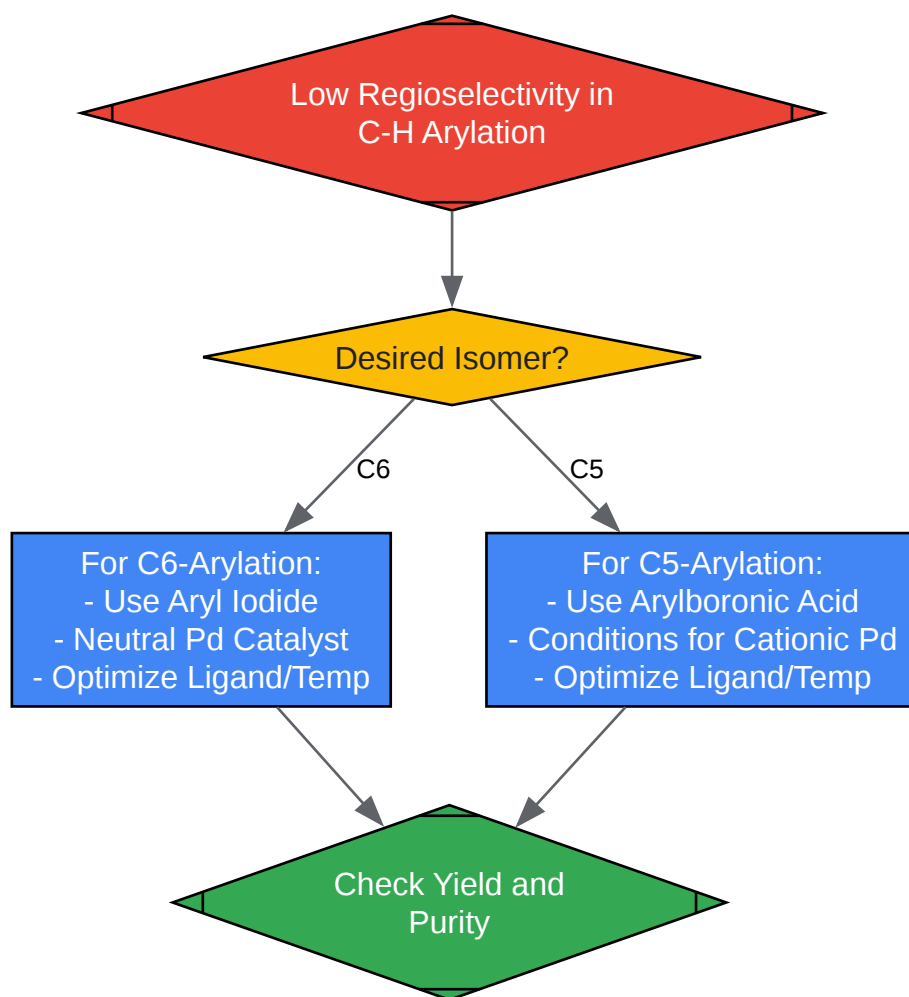 Low Regioselectivity in
C-H Arylation
Desired Isomer?
C6
C5
For C6-Arylation:
- Use Aryl Iodide
- Neutral Pd Catalyst
- Optimize Ligand/Temp
For C5-Arylation:
- Use Arylboronic Acid
- Conditions for Cationic Pd
- Optimize Ligand/Temp
Check Yield and
Purity